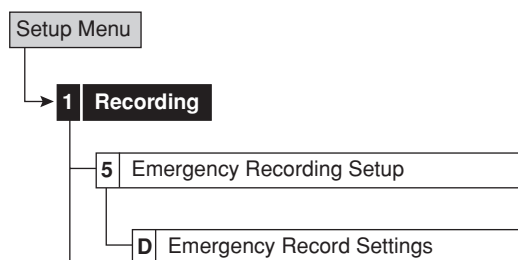 Setup Menu
1 Recording
5 Emergency Recording Setup
D Emergency Record Settings